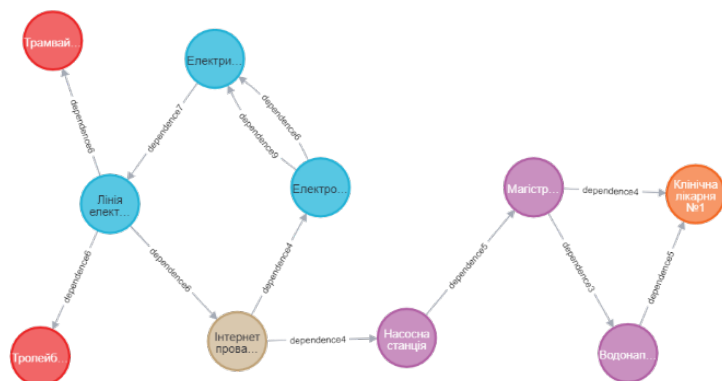 Трамвай…
Електри…
dependence6
dependence7
dependence6
dependence9
Лінія
елект…
Електро…
Магістр…
dependence4
Клінічна
лікарня
№1
dependence6
dependence6
dependence4
dependence5
dependence3
dependence5
Тролейб…
Інтернет
прова…
dependence4
Насосна
станція
Водонап…